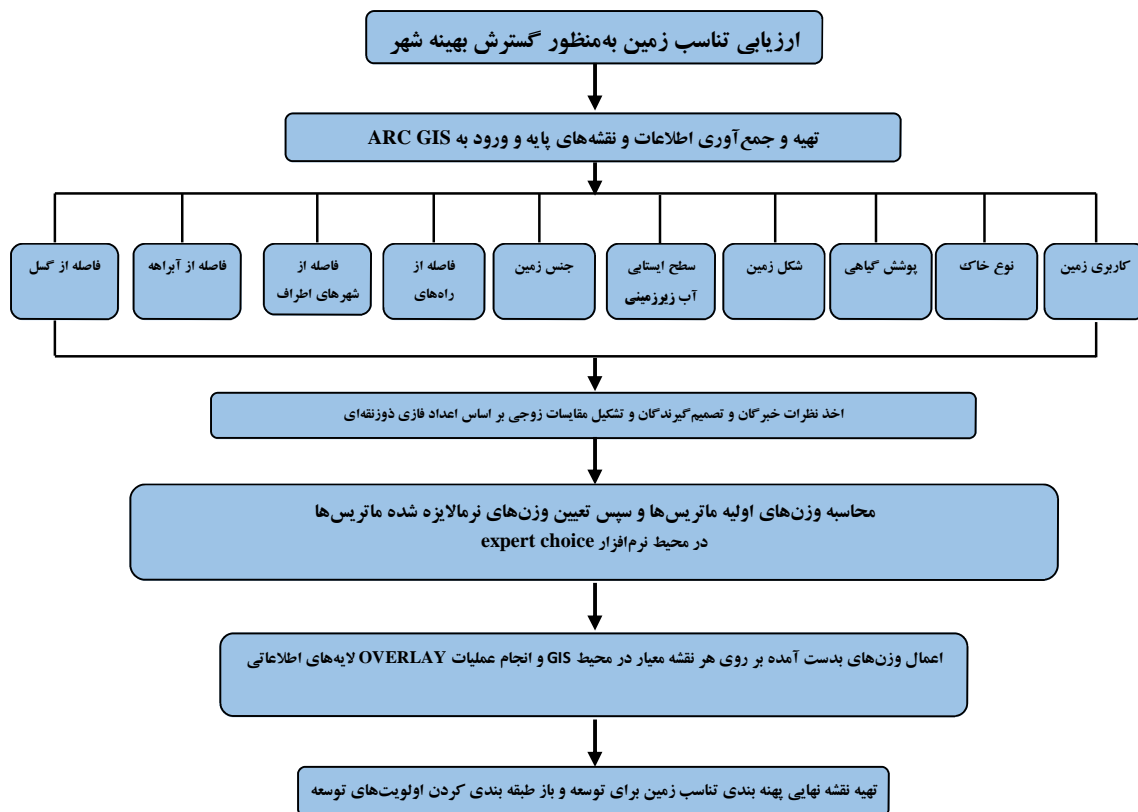 ارزیابی تناسب زمین به‌منظور گسترش بهینه شهر
تهیه و جمع‌آوری اطلاعات و نقشه‌های پایه و ورود به ARC GIS
کاربری زمین
نوع خاک
پوشش گیاهی
شکل زمین
سطح ایستابی
آب زیرزمینی
جنس زمین
فاصله از
راه‌های
فاصله از
شهرهای اطراف
فاصله از آبراهه
فاصله از گسل
اخذ نظرات خبرگان و تصمیم‌گیرندگان و تشکیل مقایسات زوجی بر اساس اعداد فازی ذوزنقه‌ای
محاسبه وزن‌های اولیه ماتریس‌ها و سپس تعیین وزن‌های نرمالایزه شده ماتریس‌ها
در محیط نرم‌افزار expert choice
اعمال وزن‌های بدست آمده بر روی هر نقشه معیار در محیط GIS و انجام عملیات OVERLAY لایه‌های اطلاعاتی
تهیه نقشه نهایی پهنه بندی تناسب زمین برای توسعه و باز طبقه بندی کردن اولویت‌های توسعه